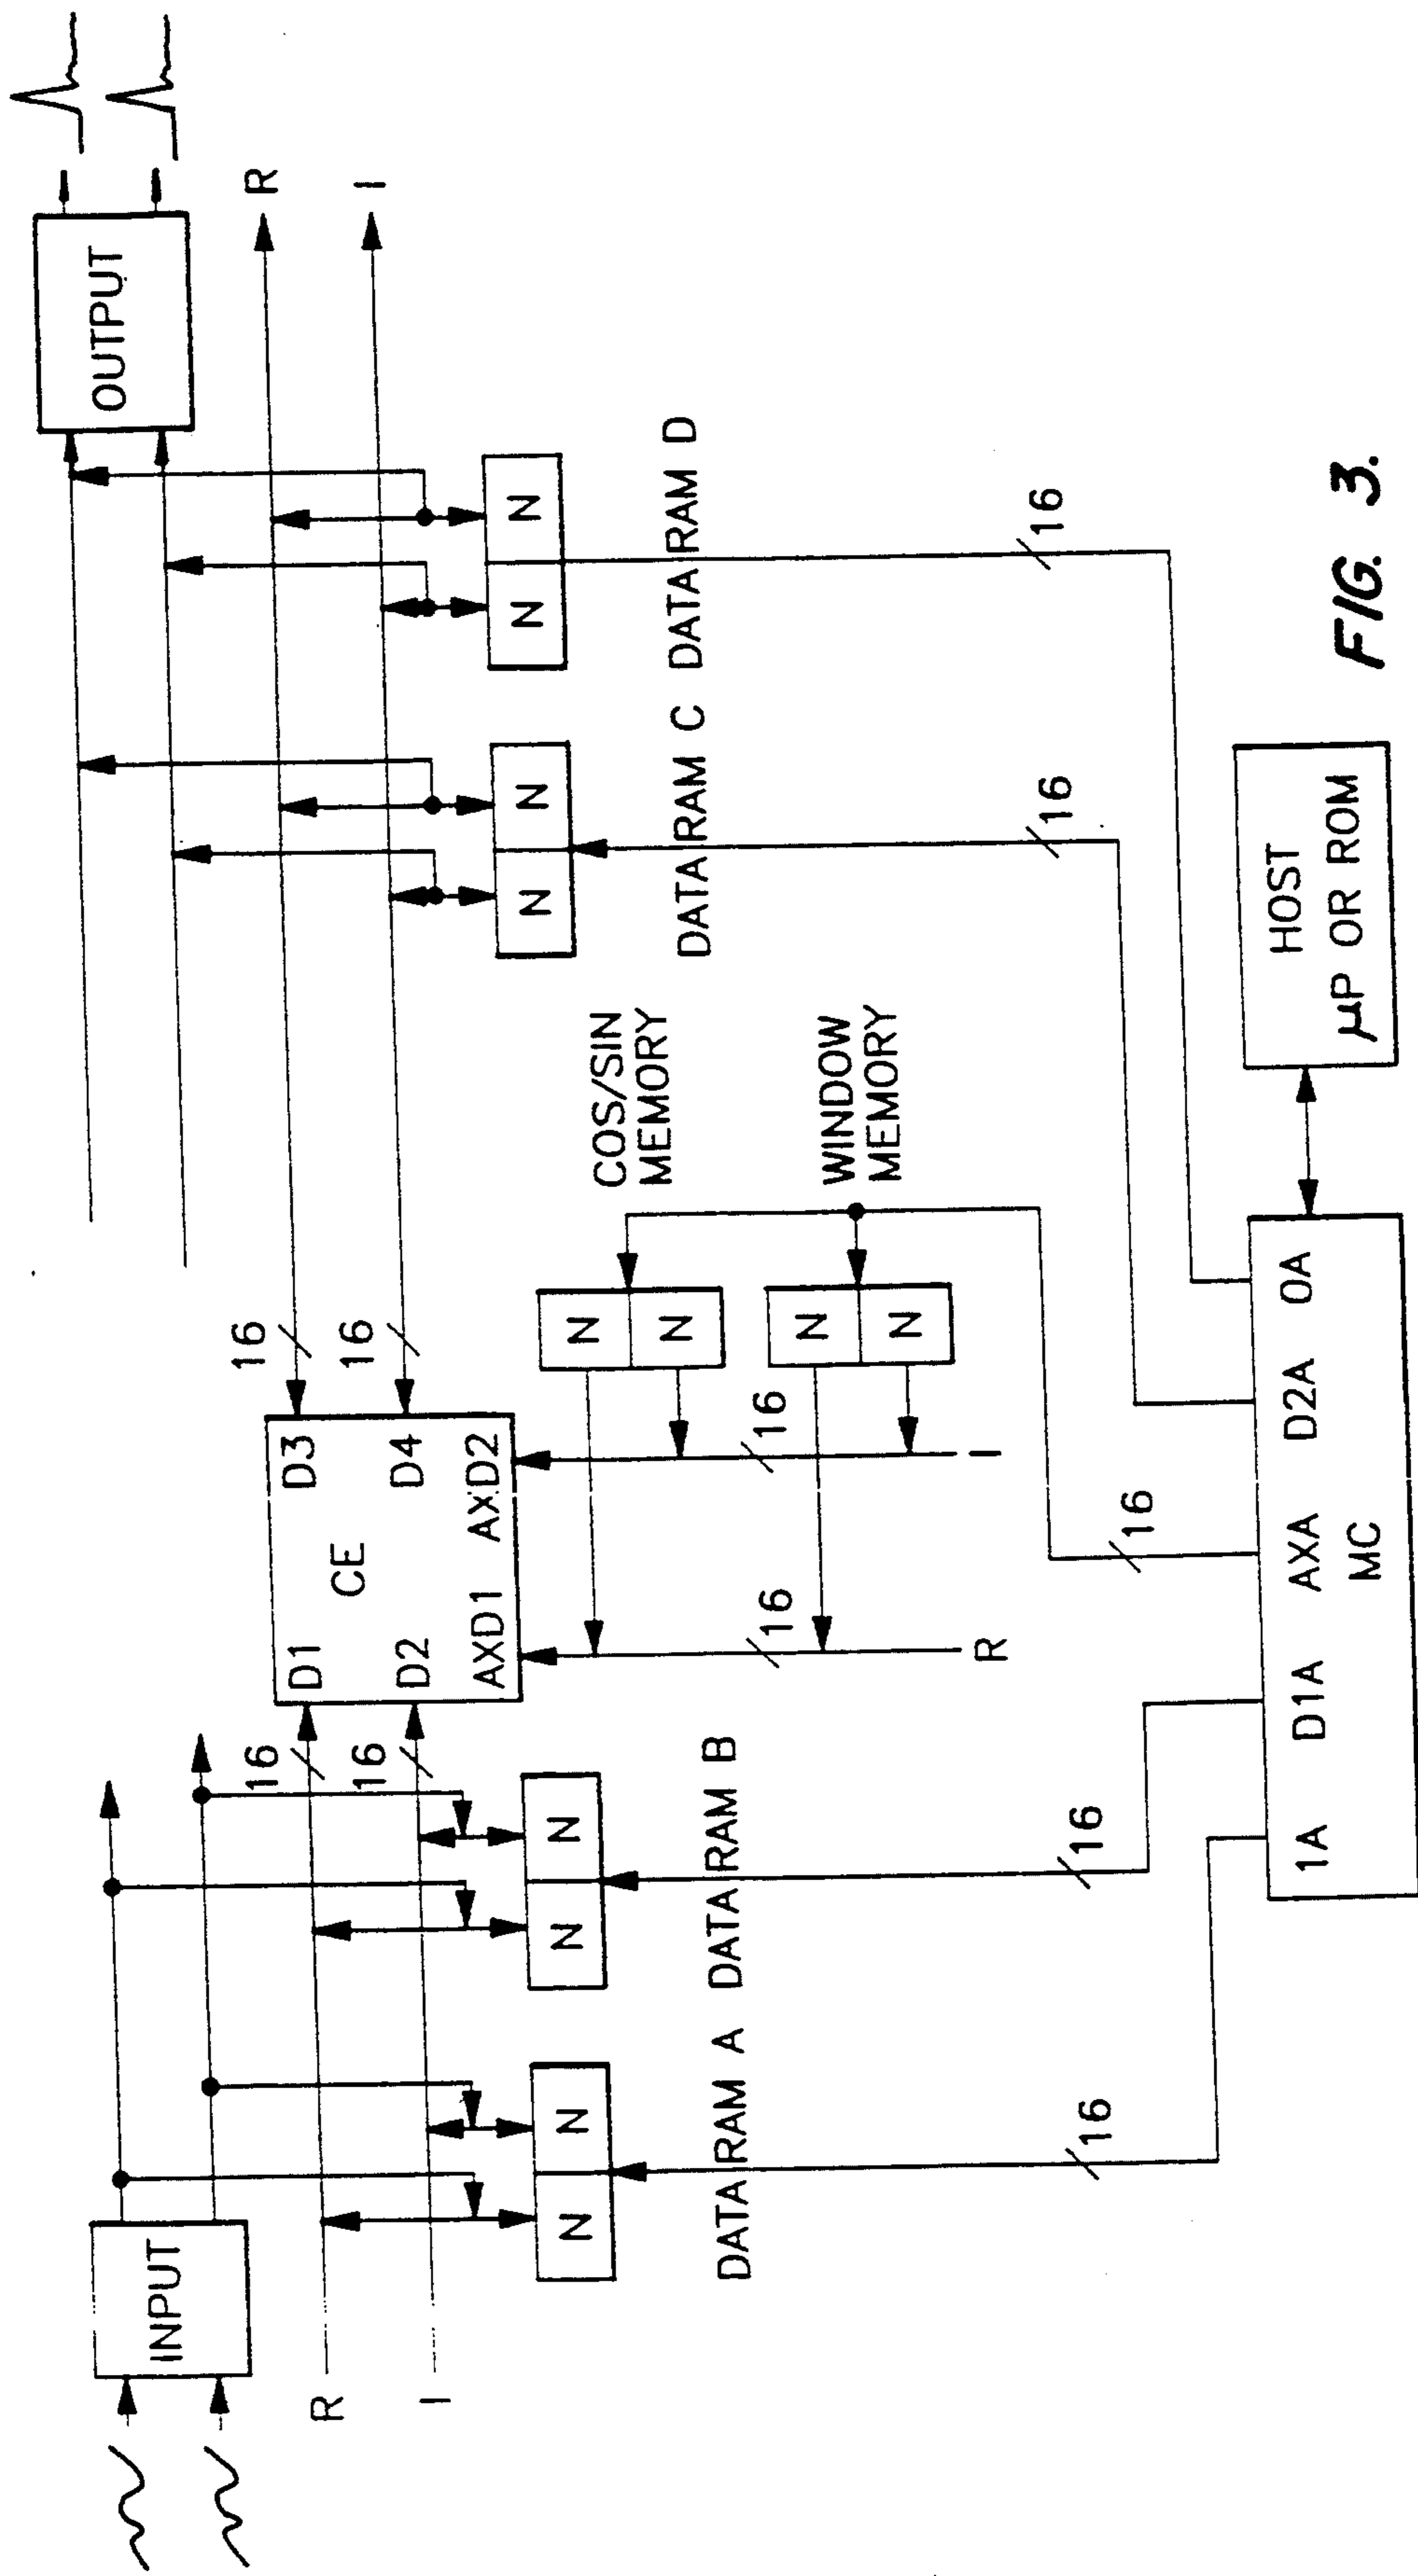 INPUT
OUTPUT
R
I
R
I
16
16
16
16
D1
D3
CE
D2
D4
AXD1
AXD2
N
N
N
N
N
N
N
N
DATA RAM A
DATA RAM B
DATA RAM C
DATA RAM D
N
N
COS/SIN
MEMORY
N
N
WINDOW
MEMORY
16
16
R
I
16
16
16
16
16
1A
D1A
AXA
D2A
0A
MC
HOST
µP OR ROM
FIG. 3.